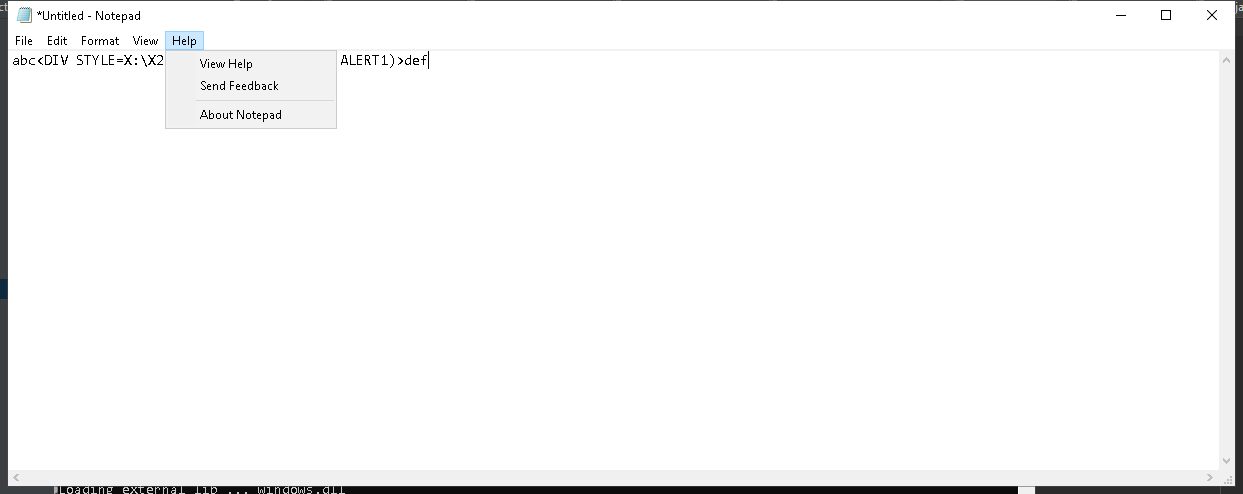 *Untitled - Notepad
File Edit Format View Help
abc<DIV STYLE=X:\X2 ALERT1)>def
View Help
Send Feedback
About Notepad
Loading external lib ... windows.dll